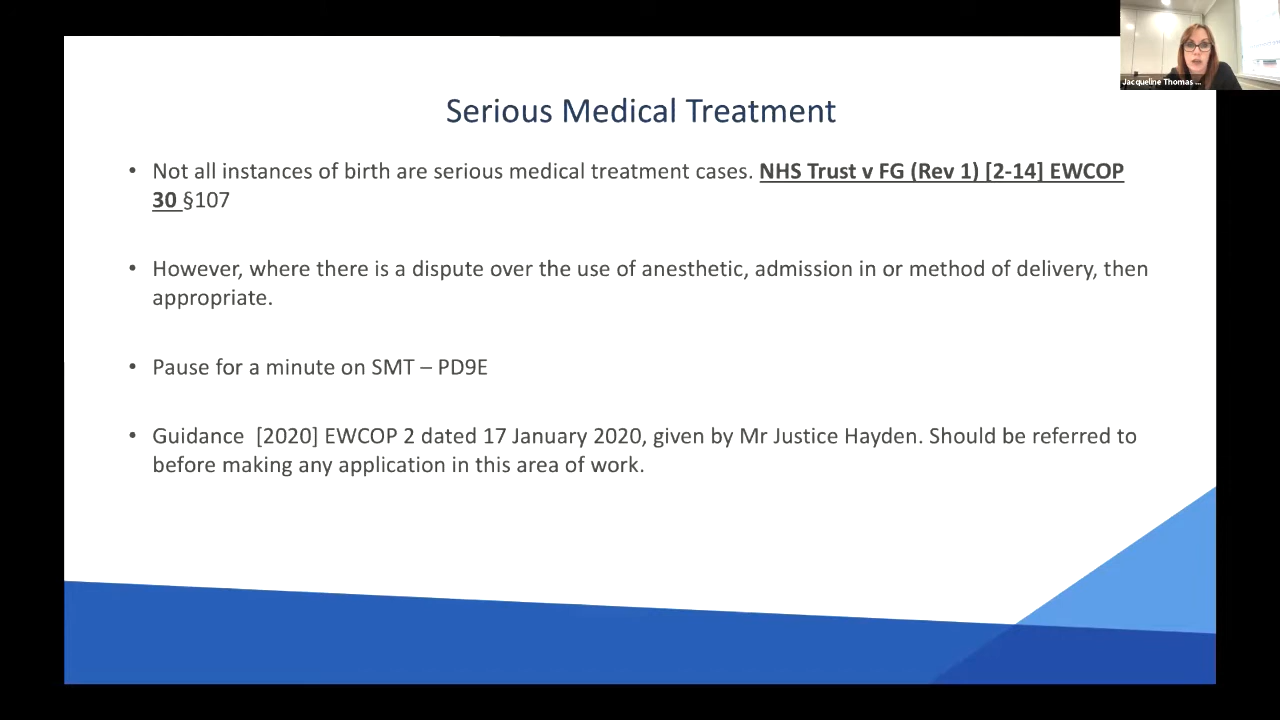 Jacqueline Thomas ...
Serious Medical Treatment
• Not all instances of birth are serious medical treatment cases. NHS Trust v FG (Rev 1) [2-14] EWCOP
30 §107
• However, where there is a dispute over the use of anesthetic, admission in or method of delivery, then
appropriate.
• Pause for a minute on SMT – PD9E
• Guidance [2020] EWCOP 2 dated 17 January 2020, given by Mr Justice Hayden. Should be referred to
before making any application in this area of work.